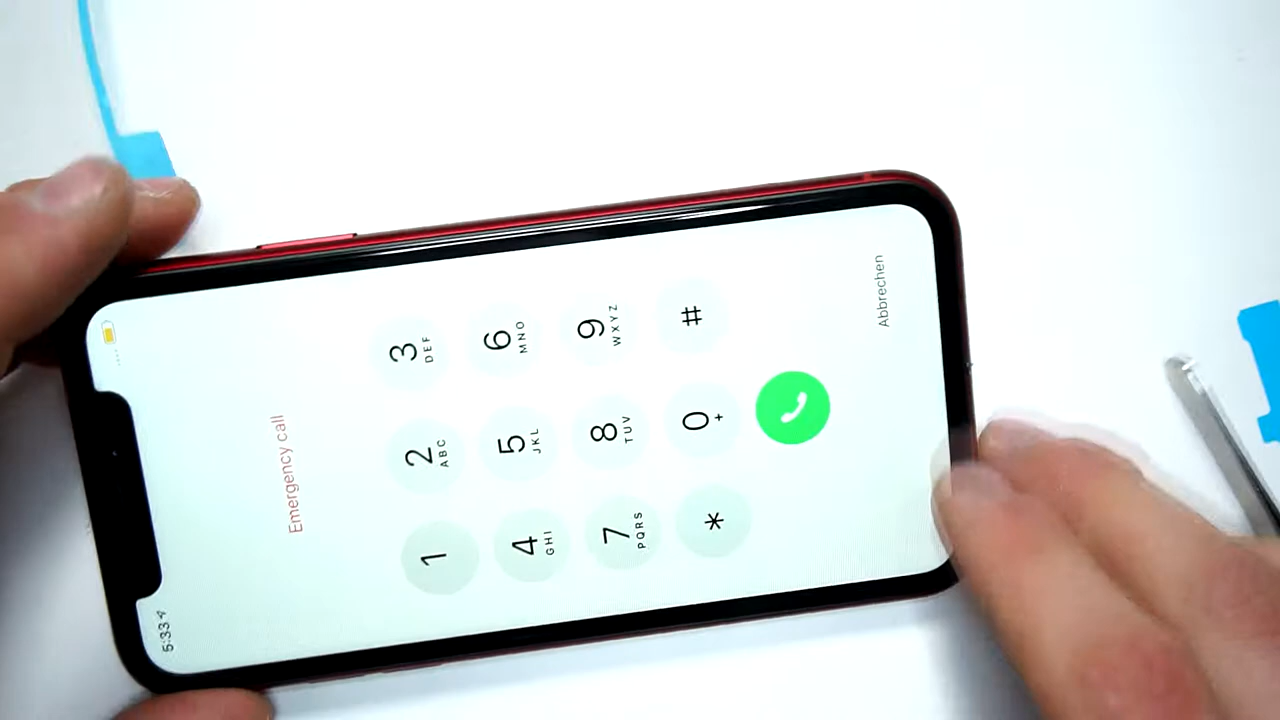 5:33
Emergency call
1
2
ABC
3
DEF
4
GHI
5
JKL
6
MNO
7
PQRS
8
TUV
9
WXYZ
*
0
+
#
Abbrechen